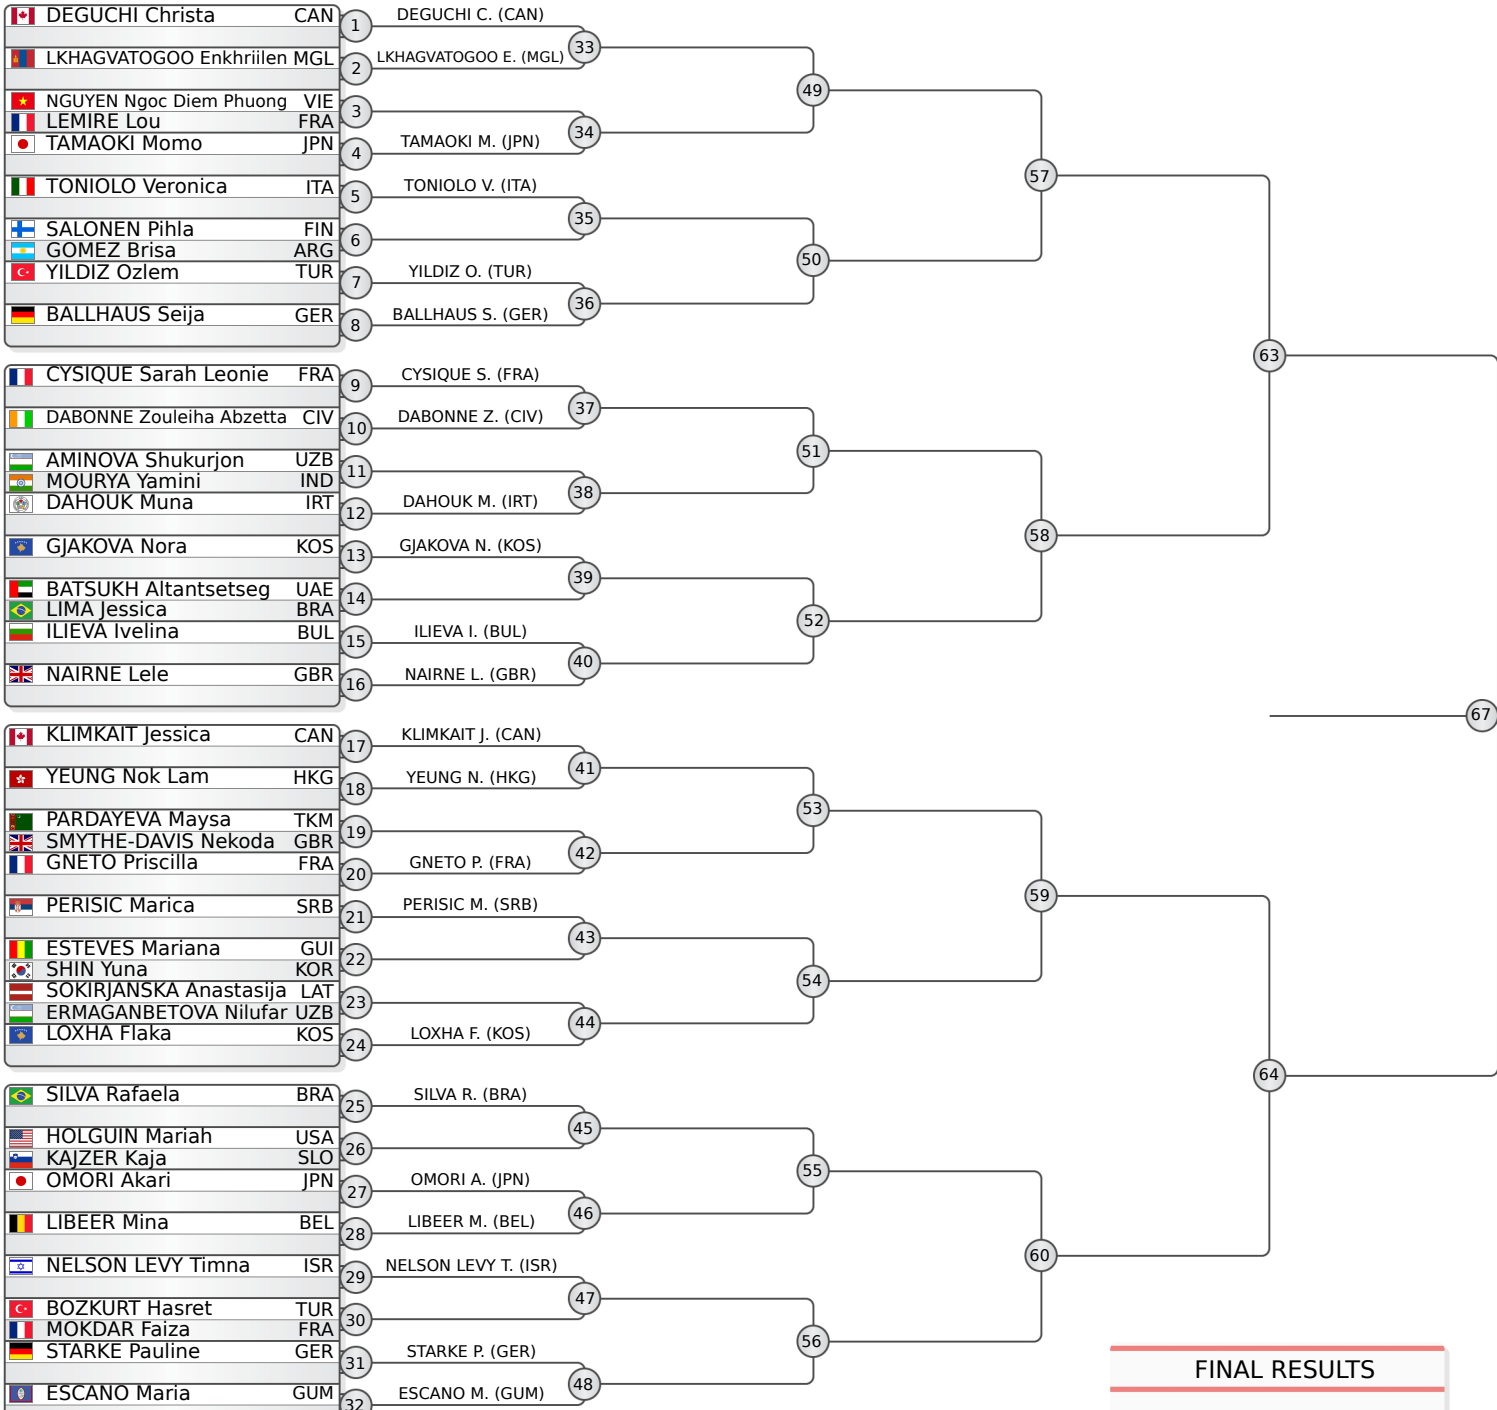 DEGUCHI Christa CAN 1 DEGUCHI C. (CAN)
33
LKHAGVATOGOO Enkhriilen MGL 2 LKHAGVATOGOO E. (MGL)
49
NGUYEN Ngoc Diem Phuong VIE 3
LEMIRE Lou FRA
34
TAMAOKI Momo JPN 4 TAMAOKI M. (JPN)
57
TONIOLO Veronica ITA 5 TONIOLO V. (ITA)
35
SALONEN Pihla FIN 6
GOMEZ Brisa ARG
50
YILDIZ Ozlem TUR 7 YILDIZ O. (TUR)
36
BALLHAUS Seija GER 8 BALLHAUS S. (GER)
63
CYSIQUE Sarah Leonie FRA 9 CYSIQUE S. (FRA)
37
DABONNE Zouleiha Abzetta CIV 10 DABONNE Z. (CIV)
51
AMINOVA Shukurjon UZB 11
MOURYA Yamini IND
38
DAHOUK Muna IRT 12 DAHOUK M. (IRT)
58
GJAKOVA Nora KOS 13 GJAKOVA N. (KOS)
39
BATSUKH Altantsetseg UAE 14
LIMA Jessica BRA
52
ILIEVA Ivelina BUL 15 ILIEVA I. (BUL)
40
NAIRNE Lele GBR 16 NAIRNE L. (GBR)
67
KLIMKAIT Jessica CAN 17 KLIMKAIT J. (CAN)
41
YEUNG Nok Lam HKG 18 YEUNG N. (HKG)
53
PARDAYEVA Maysa TKM 19
SMYTHE-DAVIS Nekoda GBR
42
GNETO Priscilla FRA 20 GNETO P. (FRA)
59
PERISIC Marica SRB 21 PERISIC M. (SRB)
43
ESTEVES Mariana GUI 22
SHIN Yuna KOR
54
SOKIRJANSKA Anastasija LAT 23
ERMAGANBETOVA Nilufar UZB
44
LOXHA Flaka KOS 24 LOXHA F. (KOS)
64
SILVA Rafaela BRA 25 SILVA R. (BRA)
45
HOLGUIN Mariah USA 26
KAJZER Kaja SLO
55
OMORI Akari JPN 27 OMORI A. (JPN)
46
LIBEER Mina BEL 28 LIBEER M. (BEL)
60
NELSON LEVY Timna ISR 29 NELSON LEVY T. (ISR)
47
BOZKURT Hasret TUR 30
MOKDAR Faiza FRA
56
STARKE Pauline GER 31 STARKE P. (GER)
48
ESCANO Maria GUM 32 ESCANO M. (GUM)
FINAL RESULTS